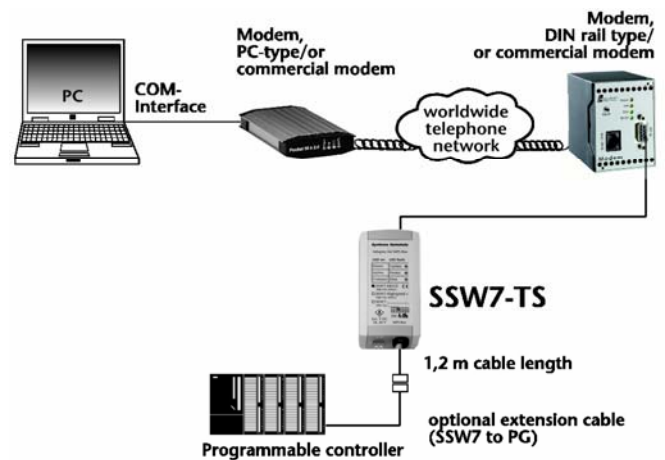 Modem,
PC-type/or
commercial modem
Modem,
DIN rail type/
or commercial modem
PC
COM-
Interface
worldwide
telephone
network
Modem
SSW7-TS
1,2 m cable length
optional extension cable
(SSW7 to PG)
Programmable controller